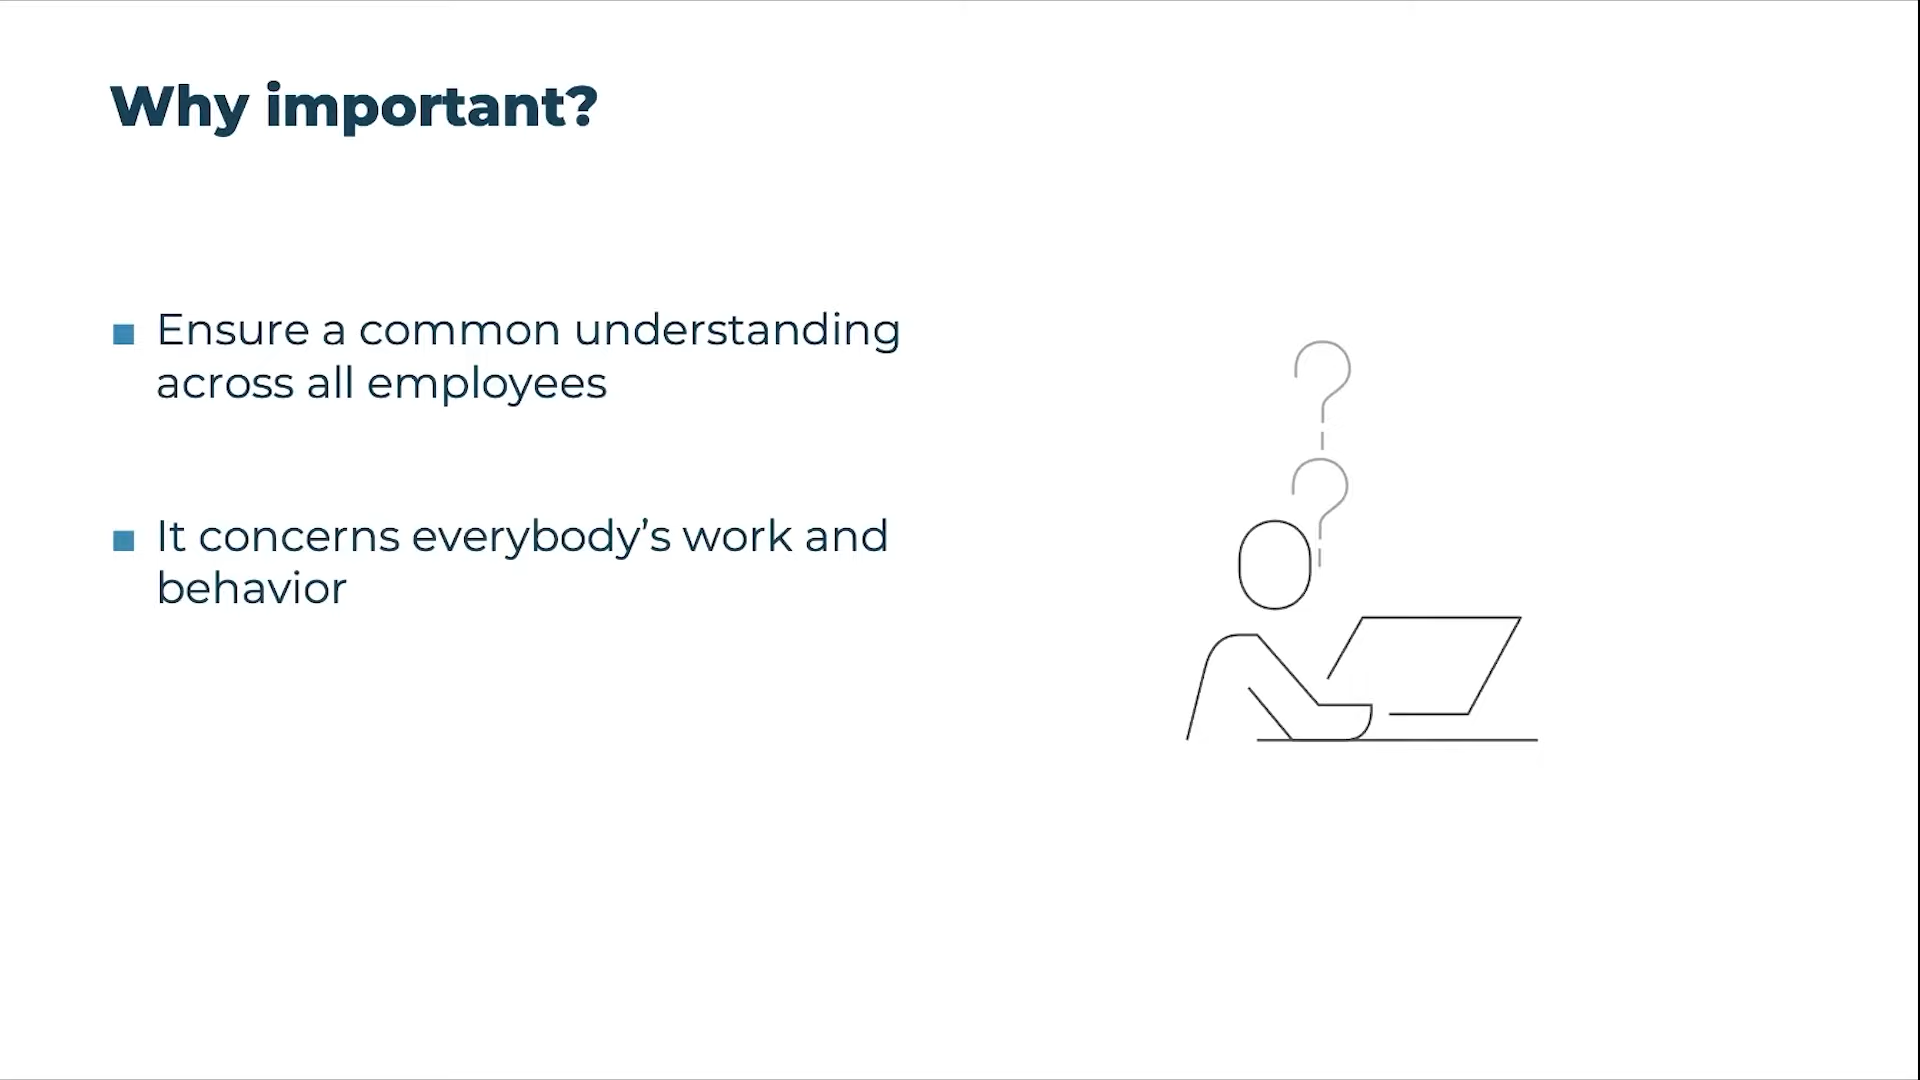 Why important?
Ensure a common understanding
across all employees
It concerns everybody’s work and
behavior